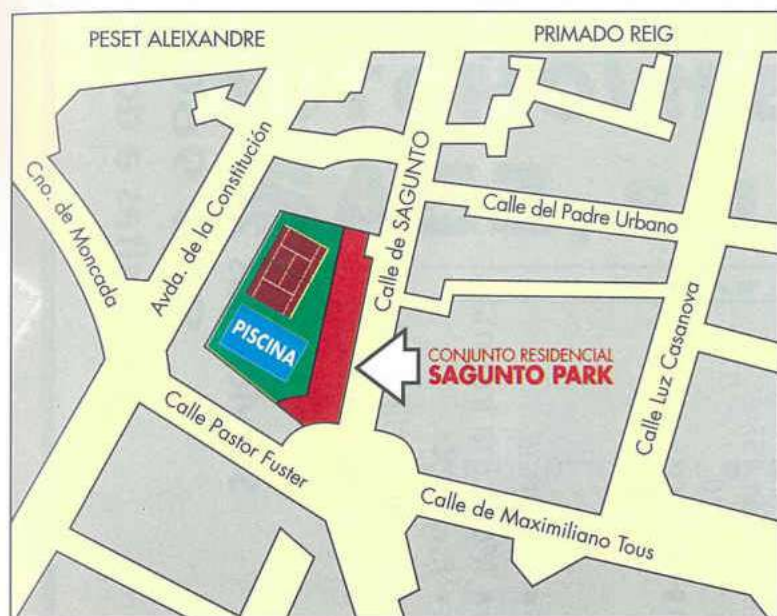 PESET ALEIXANDRE
PRIMADO REIG
Cno. de Moncada
Avda. de la Constitución
Calle de SAGUNTO
Calle del Padre Urbano
PISCINA
CONJUNTO RESIDENCIAL
SAGUNTO PARK
Calle Luz Casanova
Calle Pastor Fuster
Calle de Maximiliano Tous